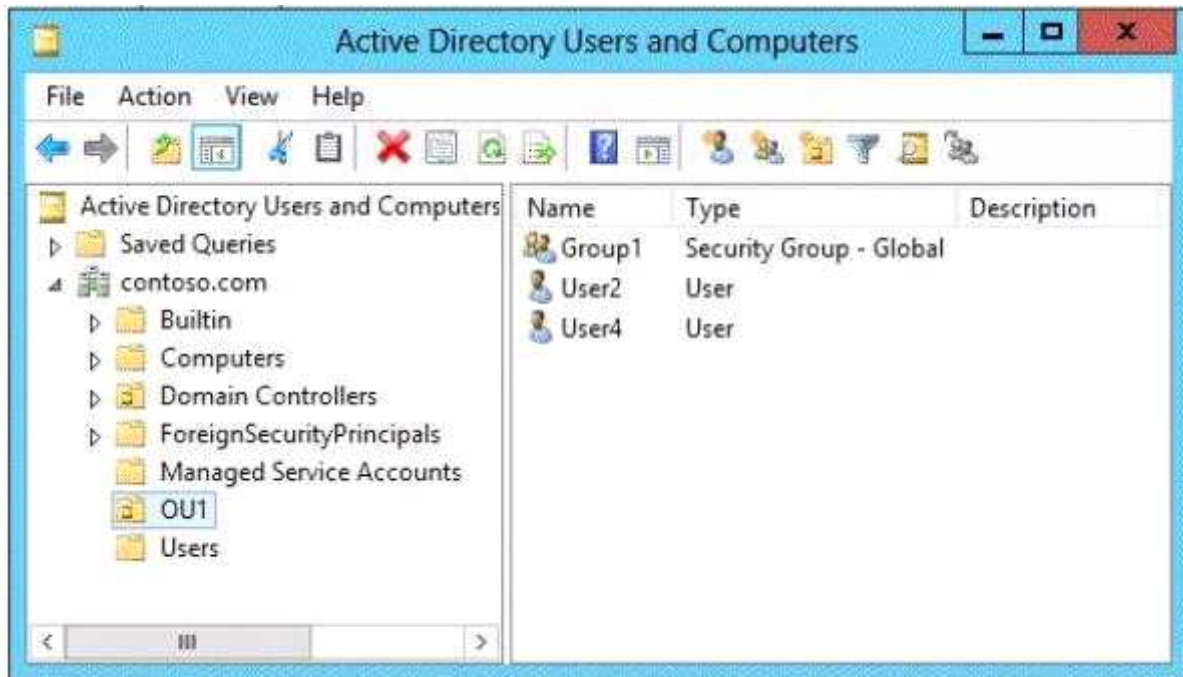 Active Directory Users and Computers
File Action View Help
Active Directory Users and Computers
Saved Queries
contoso.com
Builtin
Computers
Domain Controllers
ForeignSecurityPrincipals
Managed Service Accounts
OU1
Users
Name Type Description
Group1 Security Group - Global
User2 User
User4 User